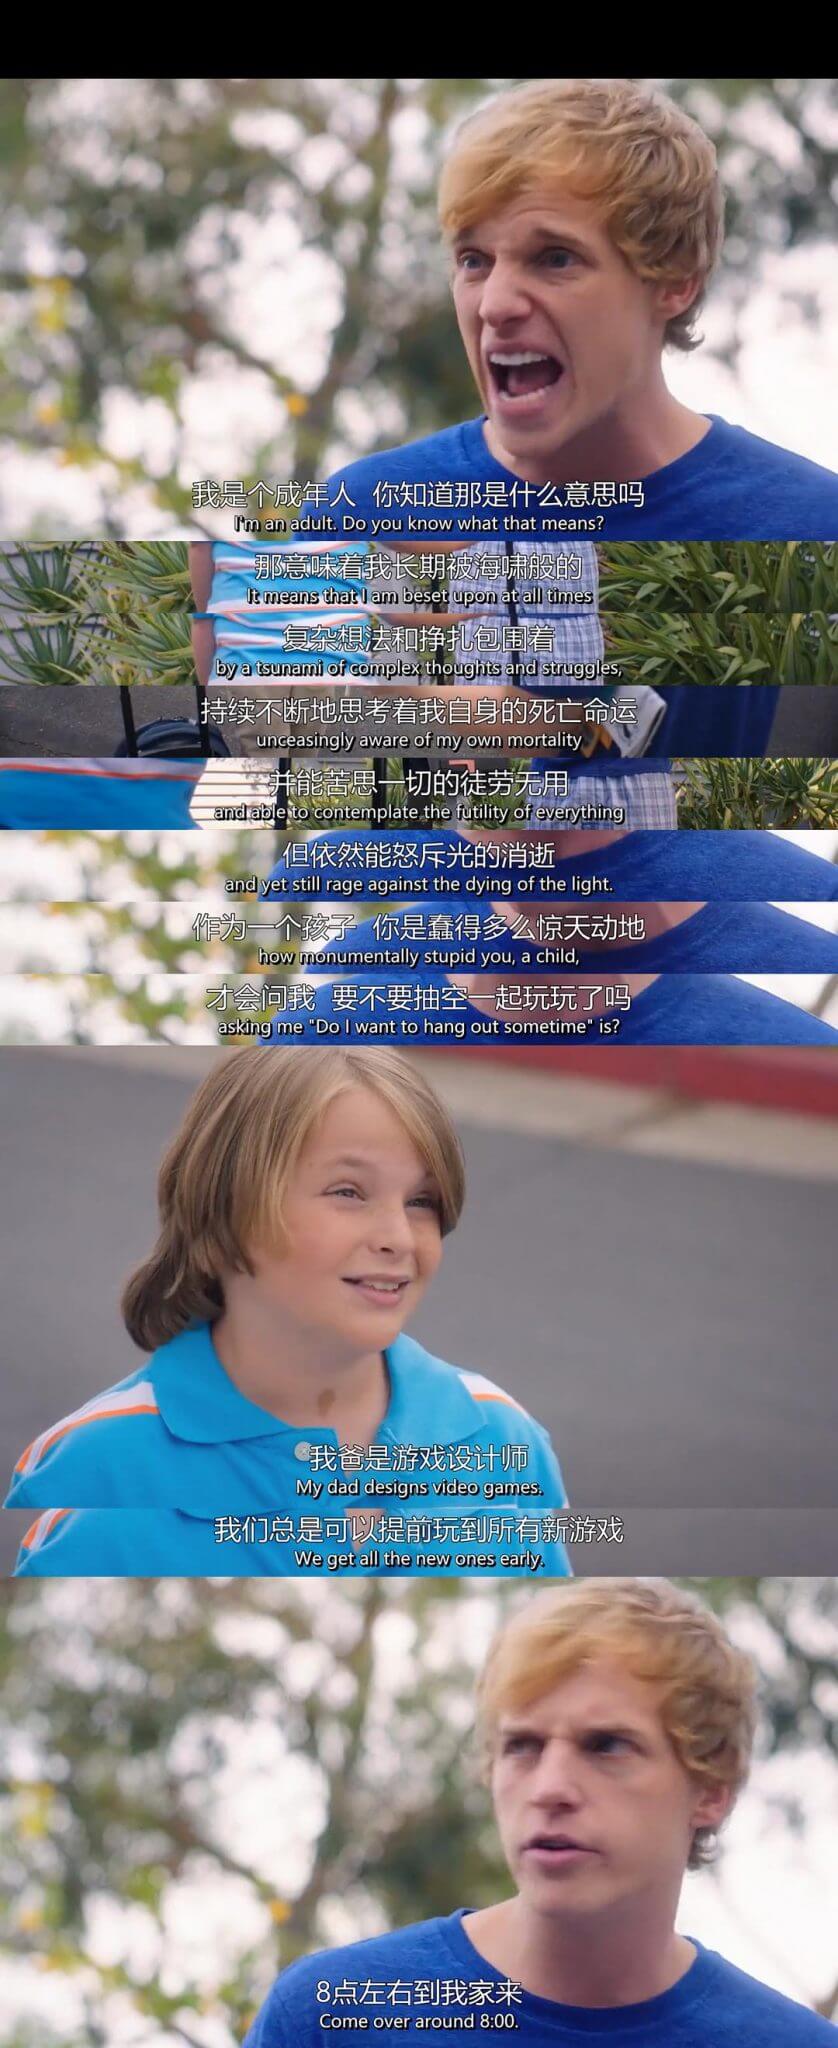 我是个成年人 你知道那是什么意思吗
I'm an adult. Do you know what that means?
那意味着我长期被海啸般的
It means that I am beset upon at all times
复杂想法和挣扎包围着
by a tsunami of complex thoughts and struggles,
持续不断地思考着我自身的死亡命运
unceasingly aware of my own mortality
并能苦思一切的徒劳无用
and able to contemplate the futility of everything
但依然能怒斥光的消逝
and yet still rage against the dying of the light.
作为一个孩子 你是蠢得多么惊天动地
how monumentally stupid you, a child,
才会问我 要不要抽空一起玩玩了吗
asking me "Do I want to hang out sometime" is?
我爸是游戏设计师
My dad designs video games.
我们总是可以提前玩到所有新游戏
We get all the new ones early.
8点左右到我家来
Come over around 8:00.